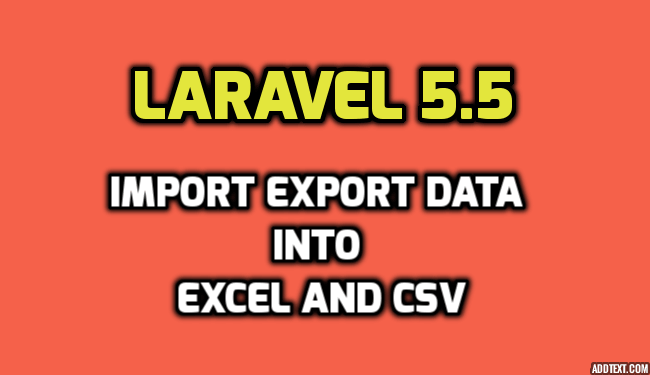 LARAVEL 5.5
IMPORT EXPORT DATA
INTO
EXCEL AND CSV
ADDTEXT.COM